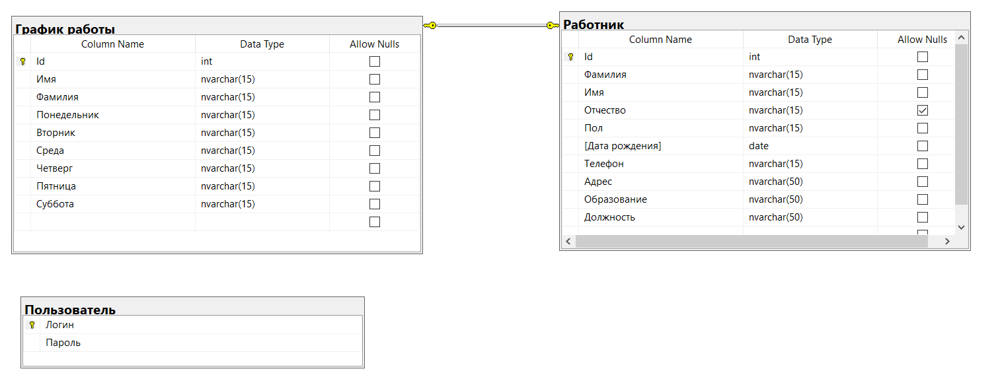 График работы
Column Name Data Type Allow Nulls
Id int
Имя nvarchar(15)
Фамилия nvarchar(15)
Понедельник nvarchar(15)
Вторник nvarchar(15)
Среда nvarchar(15)
Четверг nvarchar(15)
Пятница nvarchar(15)
Суббота nvarchar(15)
Работник
Column Name Data Type Allow Nulls
Id int
Фамилия nvarchar(15)
Имя nvarchar(15)
Отчество nvarchar(15)
Пол nvarchar(15)
[Дата рождения] date
Телефон nvarchar(15)
Адрес nvarchar(50)
Образование nvarchar(50)
Должность nvarchar(50)
Пользователь
Логин
Пароль